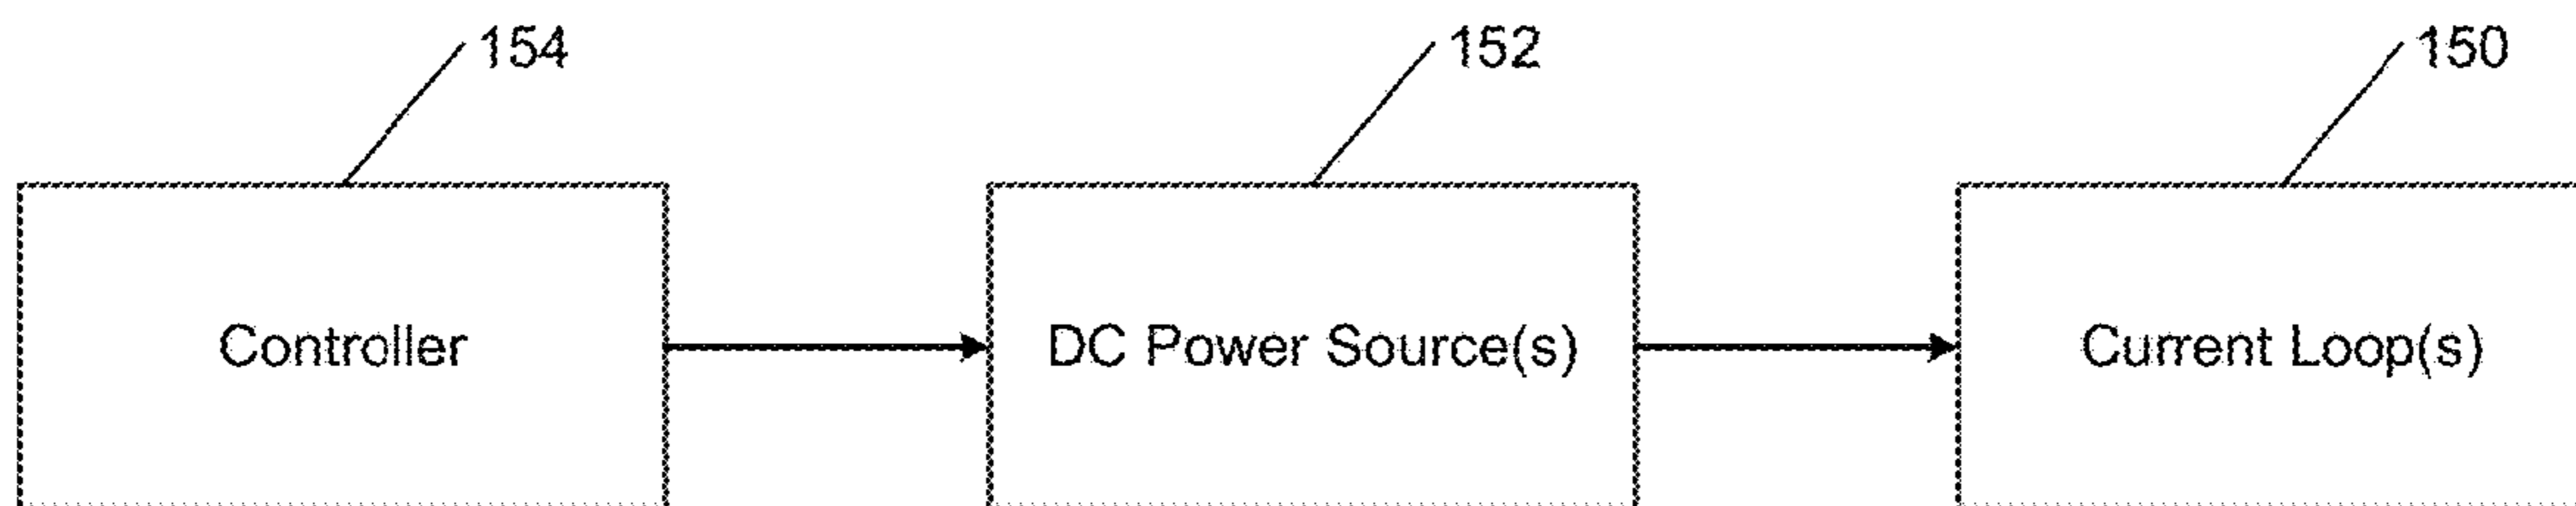 154
152
150
Controller
DC Power Source(s)
Current Loop(s)